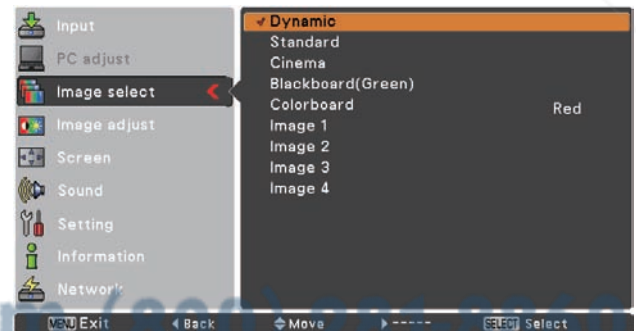 Input
PC adjust
Image select
Image adjust
Screen
Sound
Setting
Information
Network
Dynamic
Standard
Cinema
Blackboard(Green)
Colorboard Red
Image 1
Image 2
Image 3
Image 4
MENU Exit Back Move ----- SELECT Select